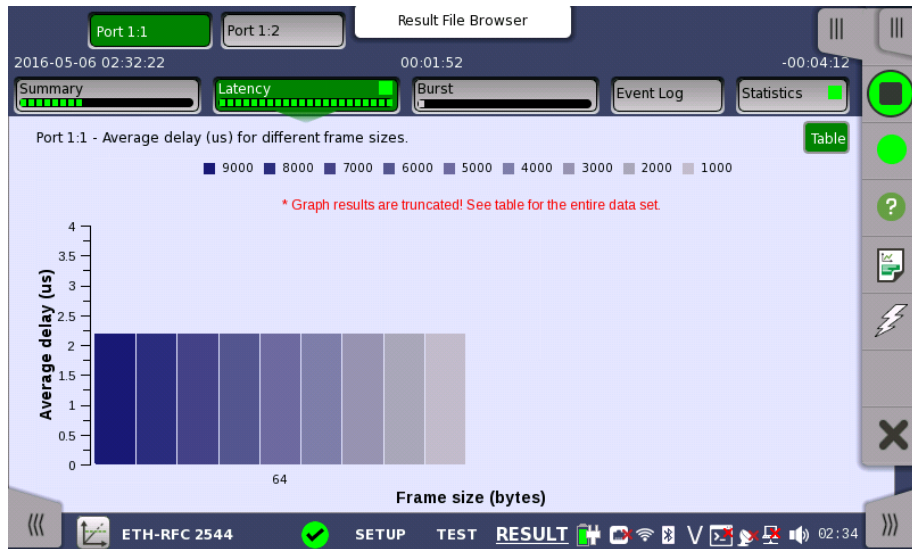 Result File Browser
Port 1:1
Port 1:2
2016-05-06 02:32:22
00:01:52
-00:04:12
Summary
Latency
Burst
Event Log
Statistics
Port 1:1 - Average delay (us) for different frame sizes.
Table
9000 8000 7000 6000 5000 4000 3000 2000 1000
* Graph results are truncated! See table for the entire data set.
Average delay (us)
4
3.5
3
2.5
2
1.5
1
0.5
0
64
Frame size (bytes)
?
ETH-RFC 2544
SETUP
TEST
RESULT
V
02:34